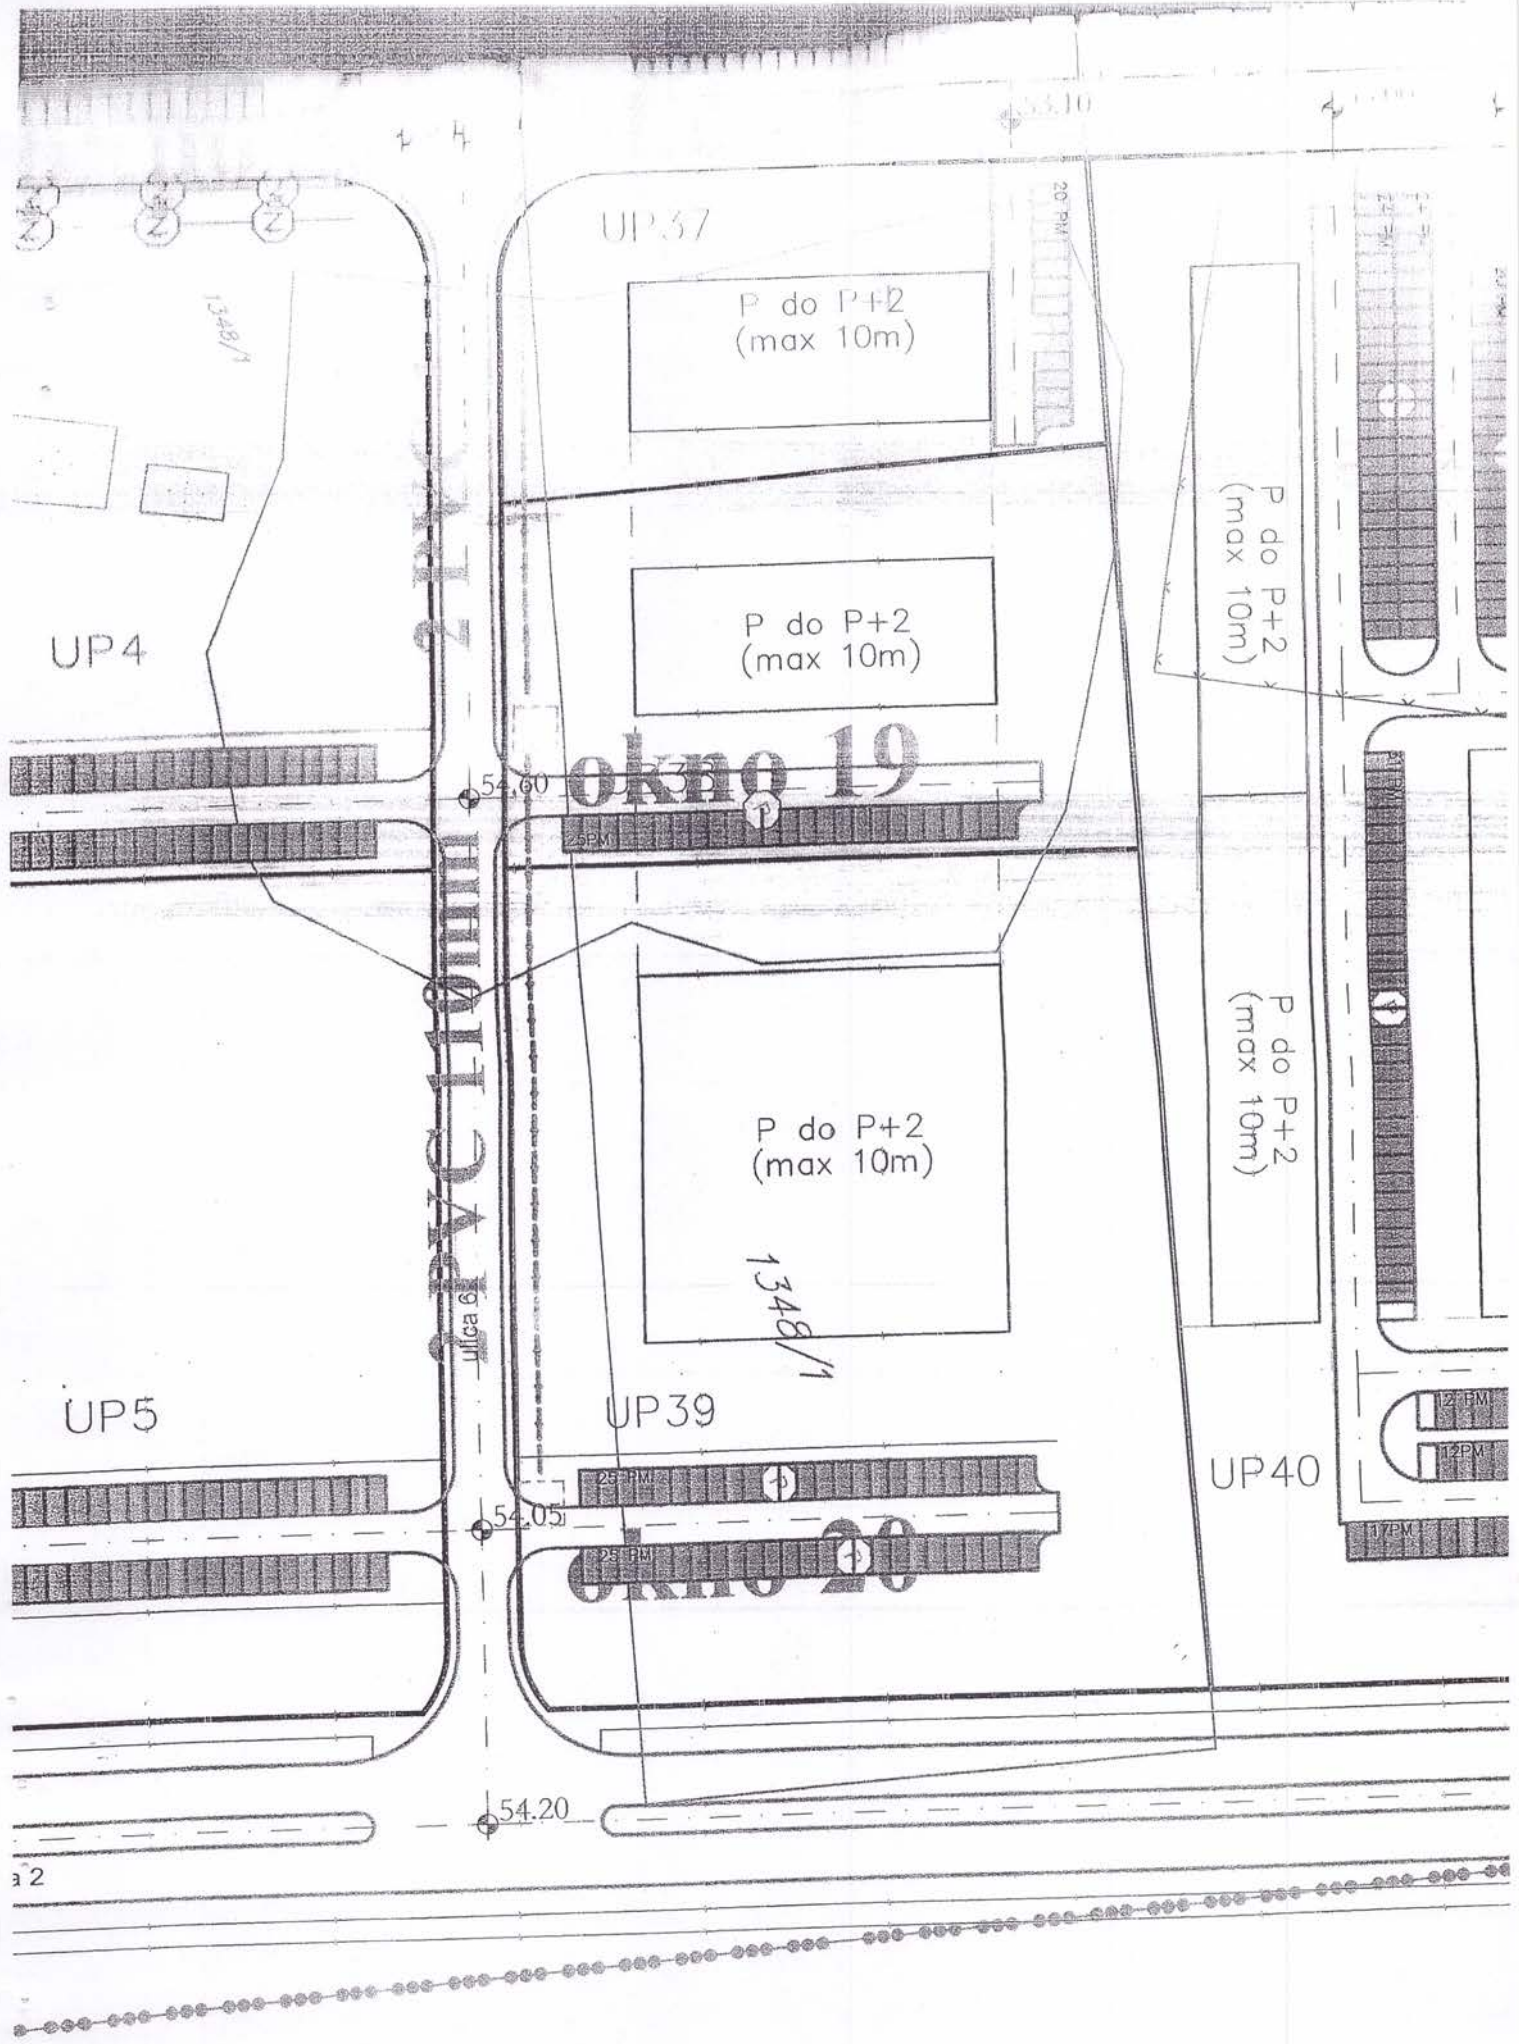 53.10
UP37
20 PM
P do P+2
(max 10m)
1348/1
P do P+2
(max 10m)
UP4
P do P+2
(max 10m)
54.60
okno 19
25PM
2 PVC 110mm
P do P+2
(max 10m)
P do P+2
(max 10m)
1348/1
ulica 6
UP5
UP39
12 PM
12PM
25 PM
UP40
54.05
17PM
25 PM
okno 20
54.20
a 2